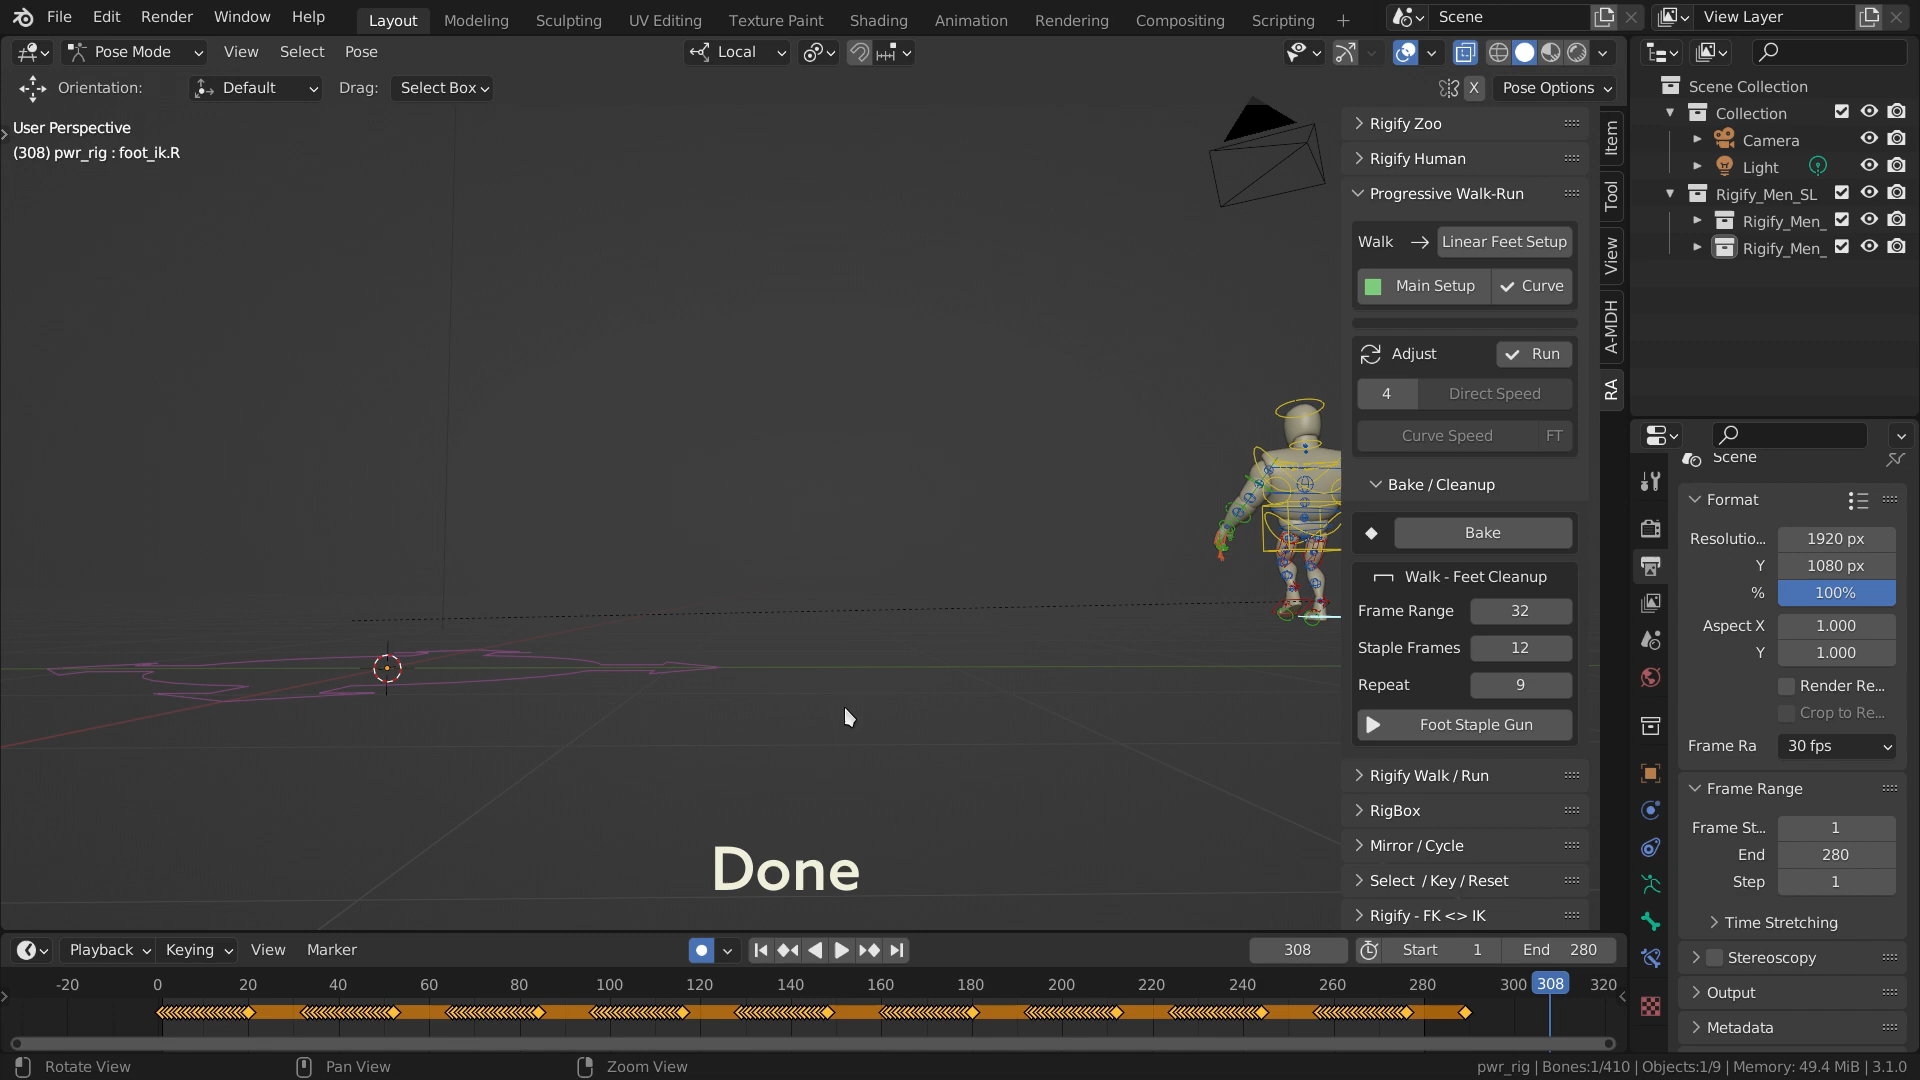 File Edit Render Window Help Layout Modeling Sculpting UV Editing Texture Paint Shading Animation Rendering Compositing Scripting + Scene View Layer
Pose Mode View Select Pose Local
Orientation: Default Drag: Select Box X Pose Options
User Perspective
(308) pwr_rig : foot_ik.R
Rigify Zoo
Rigify Human
Progressive Walk-Run
Walk → Linear Feet Setup
Main Setup Curve
Adjust Run
4 Direct Speed
Curve Speed FT
Bake / Cleanup
Bake
Walk - Feet Cleanup
Frame Range 32
Staple Frames 12
Repeat 9
Foot Staple Gun
Rigify Walk / Run
RigBox
Mirror / Cycle
Select / Key / Reset
Rigify - FK <> IK
Item
Tool
View
A-MDH
RA
Scene Collection
Collection
Camera
Light
Rigify_Men_SL
Rigify_Men_
Rigify_Men_
Scene
Format
Resolutio... 1920 px
Y 1080 px
% 100%
Aspect X 1.000
Y 1.000
Render Re...
Crop to Re...
Frame Ra 30 fps
Frame Range
Frame St... 1
End 280
Step 1
Time Stretching
Stereoscopy
Output
Metadata
Done
Playback Keying View Marker 308 Start 1 End 280
-20 0 20 40 60 80 100 120 140 160 180 200 220 240 260 280 300 308 320
Rotate View Pan View Zoom View pwr_rig | Bones:1/410 | Objects:1/9 | Memory: 49.4 MiB | 3.1.0